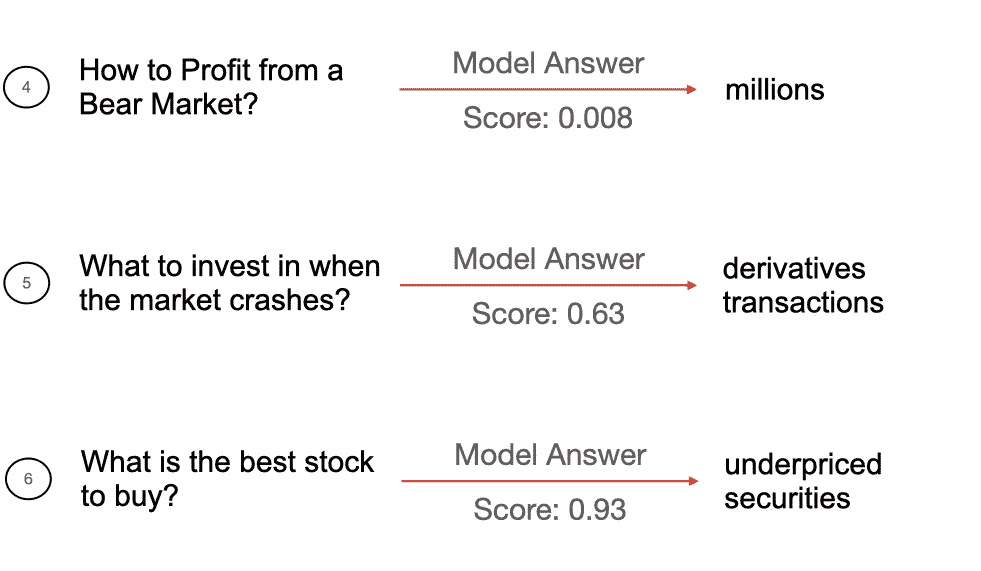 4
How to Profit from a
Bear Market?
Model Answer
Score: 0.008
millions
5
What to invest in when
the market crashes?
Model Answer
Score: 0.63
derivatives
transactions
6
What is the best stock
to buy?
Model Answer
Score: 0.93
underpriced
securities